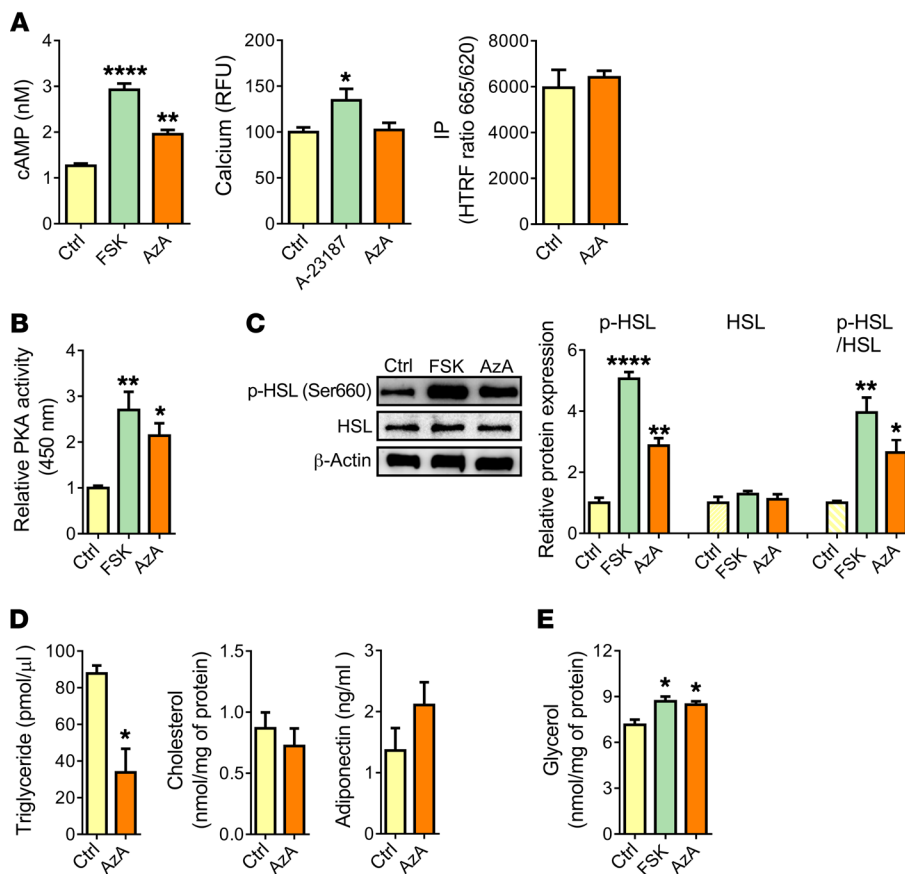 A
cAMP (nM)
4
3
2
1
0
****
**
Ctrl
FSK
AzA
Calcium (RFU)
200
150
100
50
0
*
Ctrl
A-23187
AzA
IP
(HTRF ratio 665/620)
8000
6000
4000
2000
0
Ctrl
AzA
B
Relative PKA activity
(450 nm)
4
3
2
1
0
**
*
Ctrl
FSK
AzA
C
Ctrl FSK AzA
p-HSL (Ser660)
HSL
β-Actin
Relative protein expression
6
4
2
0
p-HSL
HSL
p-HSL
/HSL
****
**
**
*
Ctrl
FSK
AzA
Ctrl
FSK
AzA
Ctrl
FSK
AzA
D
Triglyceride (pmol/μl)
100
80
60
40
20
0
*
Ctrl
AzA
Cholesterol
(nmol/mg of protein)
1.5
1.0
0.5
0.0
Ctrl
AzA
Adiponectin (ng/ml)
3
2
1
0
Ctrl
AzA
E
Glycerol
(nmol/mg of protein)
12
9
6
3
0
*
*
Ctrl
FSK
AzA